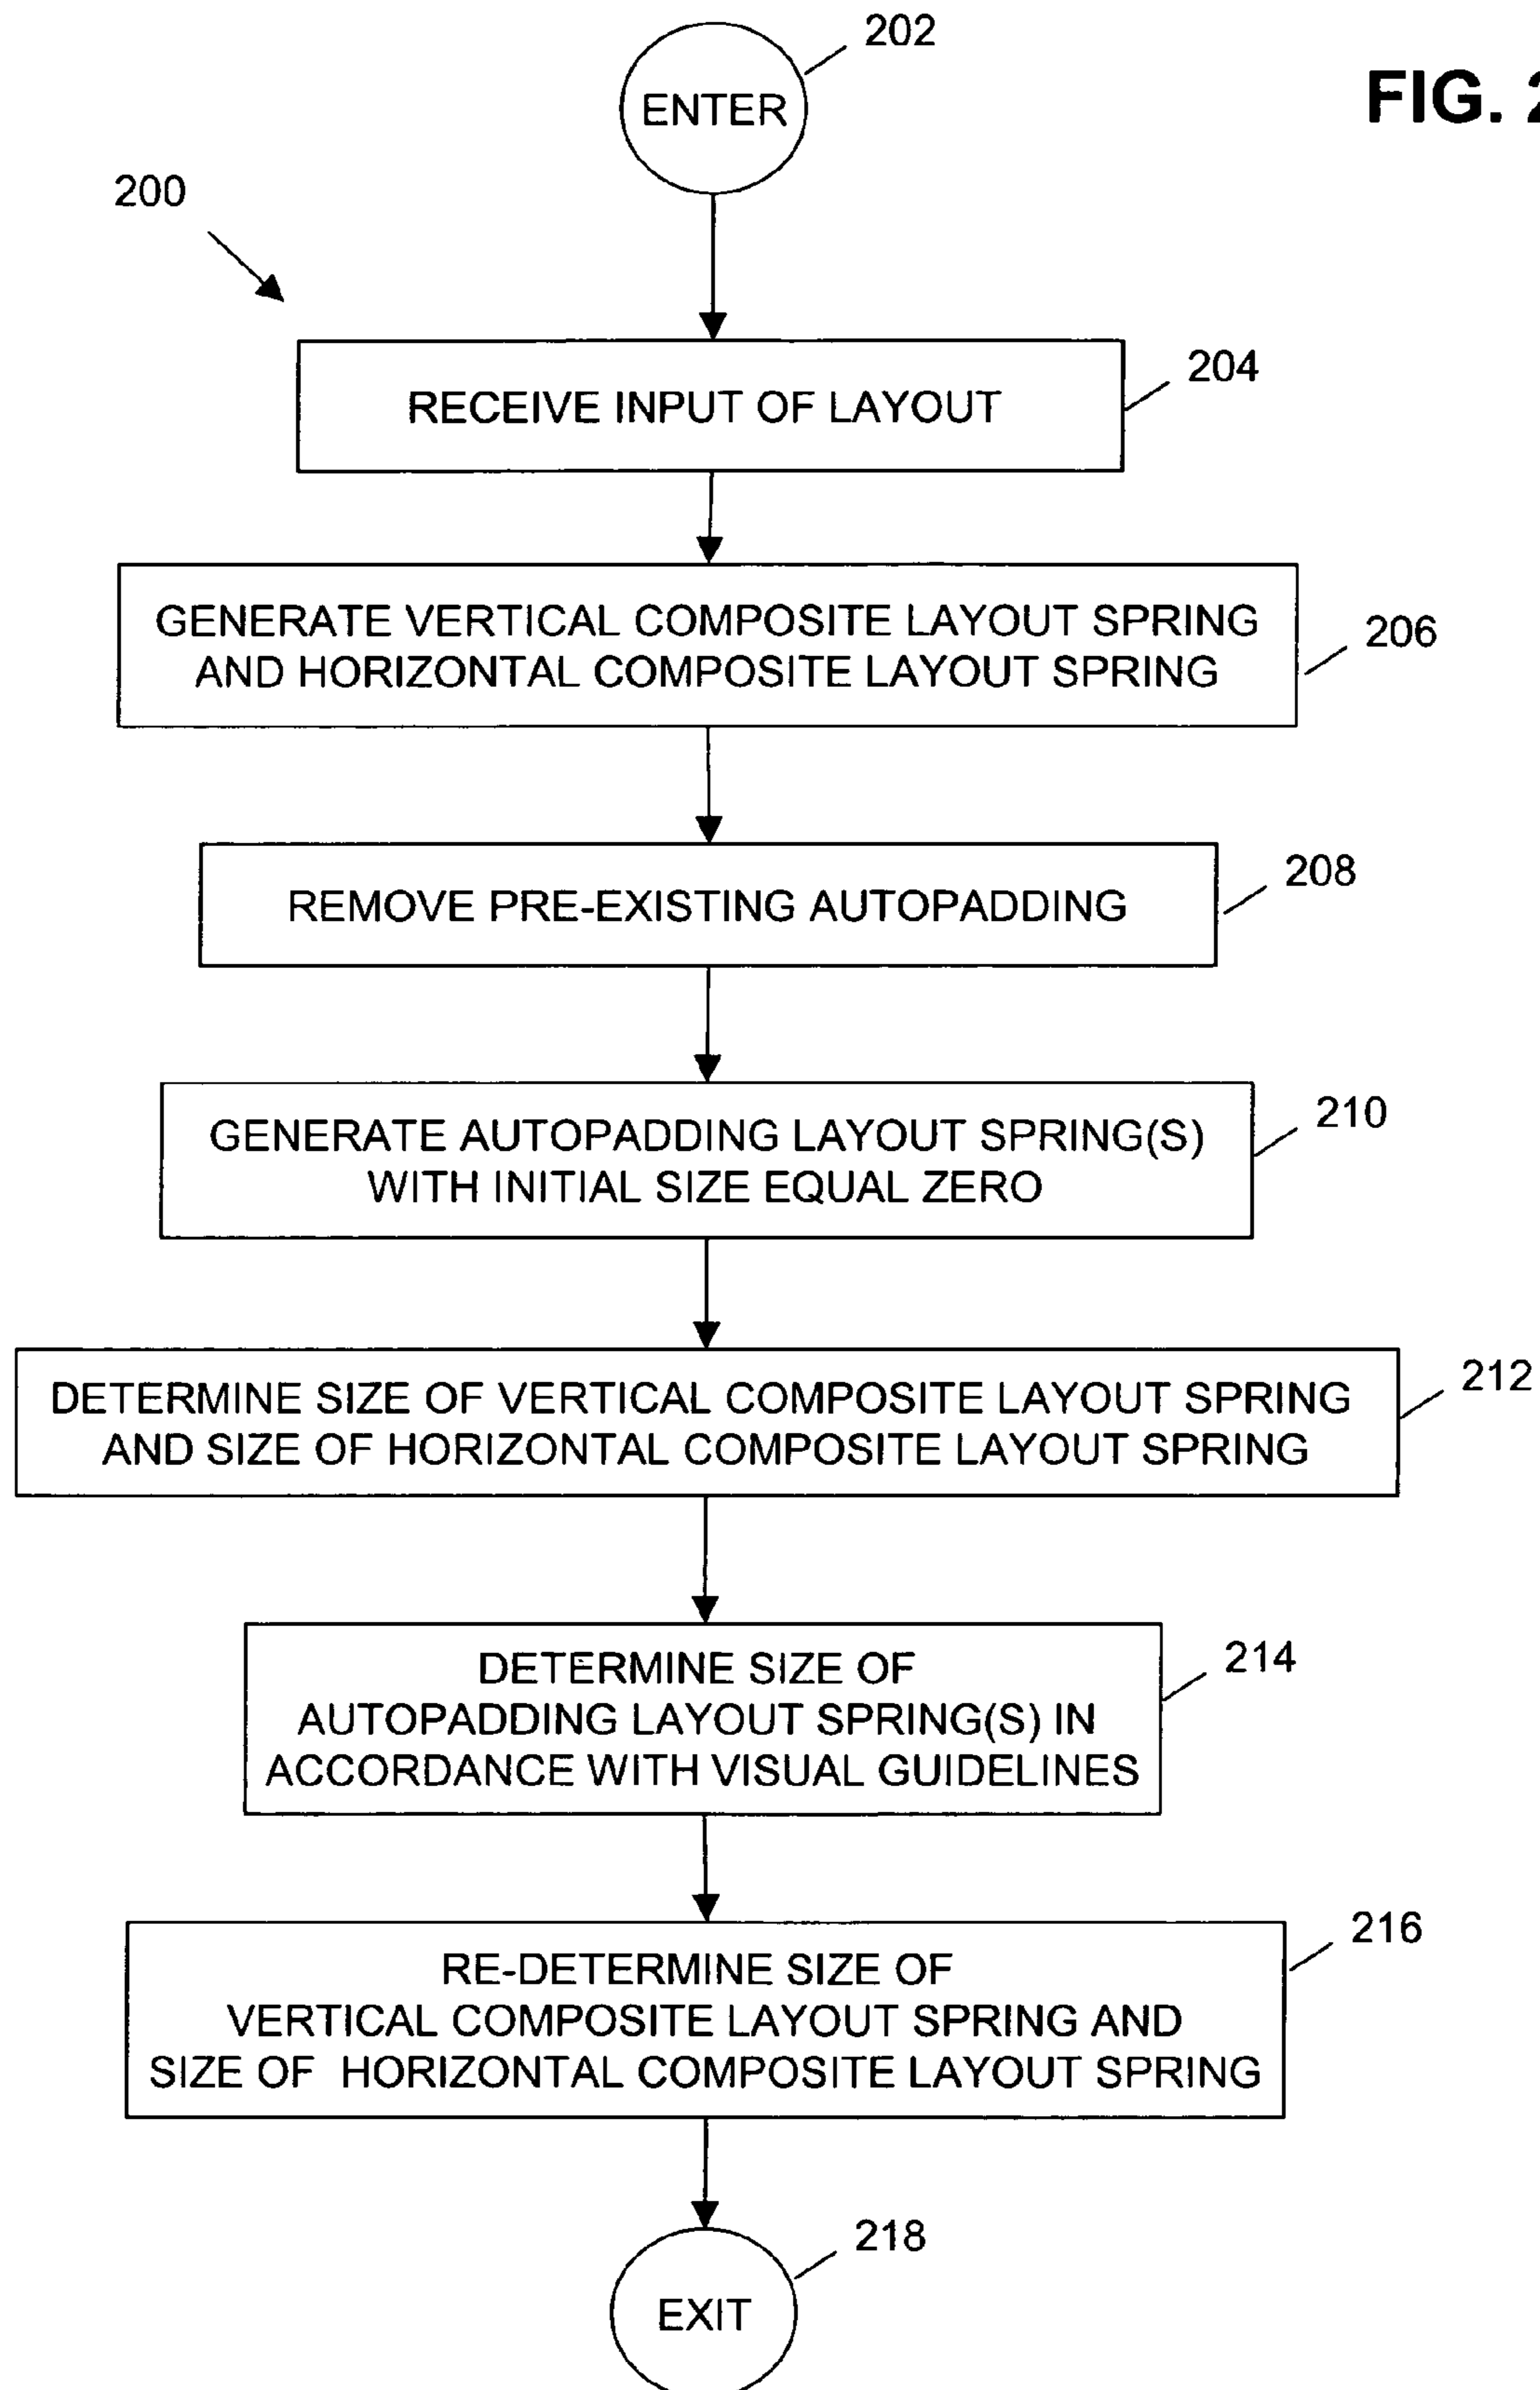 202
FIG. 2
ENTER
200
204
RECEIVE INPUT OF LAYOUT
206
GENERATE VERTICAL COMPOSITE LAYOUT SPRING
AND HORIZONTAL COMPOSITE LAYOUT SPRING
208
REMOVE PRE-EXISTING AUTOPADDING
210
GENERATE AUTOPADDING LAYOUT SPRING(S)
WITH INITIAL SIZE EQUAL ZERO
212
DETERMINE SIZE OF VERTICAL COMPOSITE LAYOUT SPRING
AND SIZE OF HORIZONTAL COMPOSITE LAYOUT SPRING
214
DETERMINE SIZE OF
AUTOPADDING LAYOUT SPRING(S) IN
ACCORDANCE WITH VISUAL GUIDELINES
216
RE-DETERMINE SIZE OF
VERTICAL COMPOSITE LAYOUT SPRING AND
SIZE OF HORIZONTAL COMPOSITE LAYOUT SPRING
218
EXIT